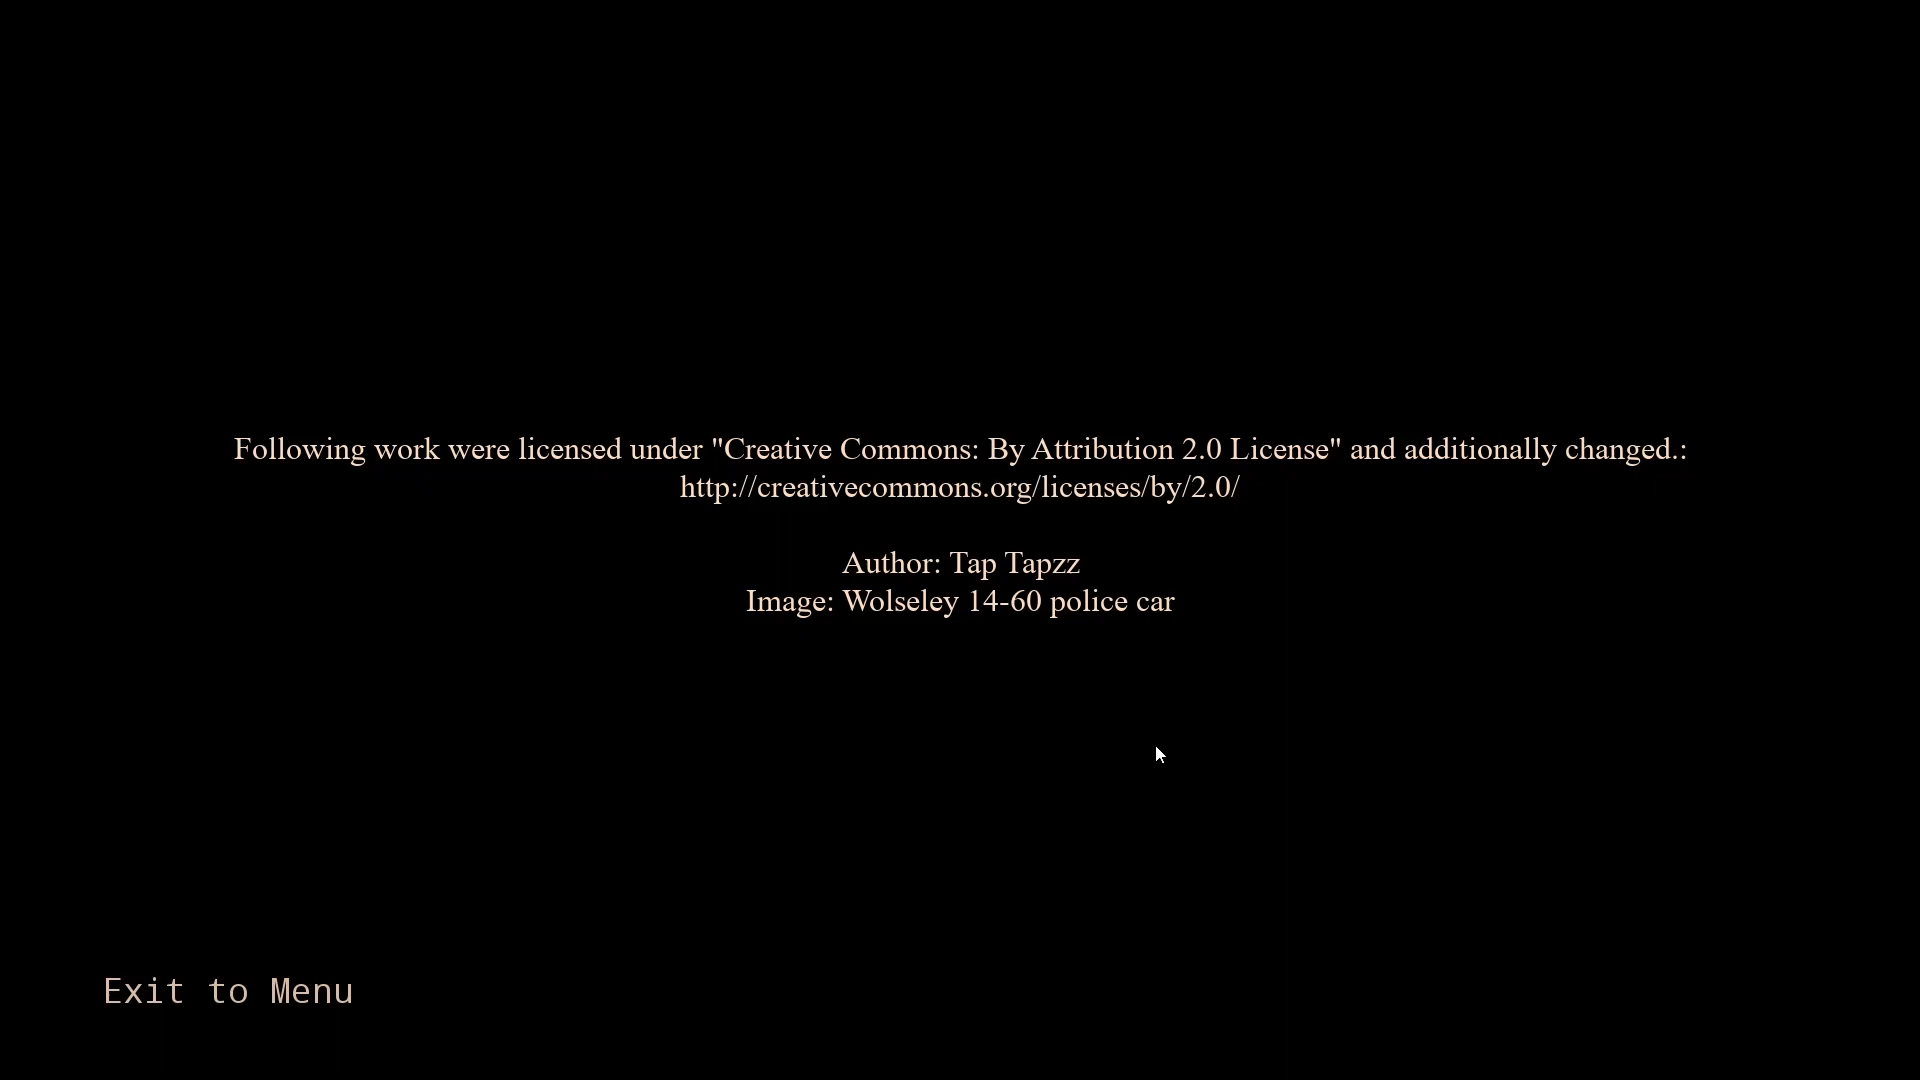 Following work were licensed under "Creative Commons: By Attribution 2.0 License" and additionally changed.:
http://creativecommons.org/licenses/by/2.0/
Author: Tap Tapzz
Image: Wolseley 14-60 police car
Exit to Menu